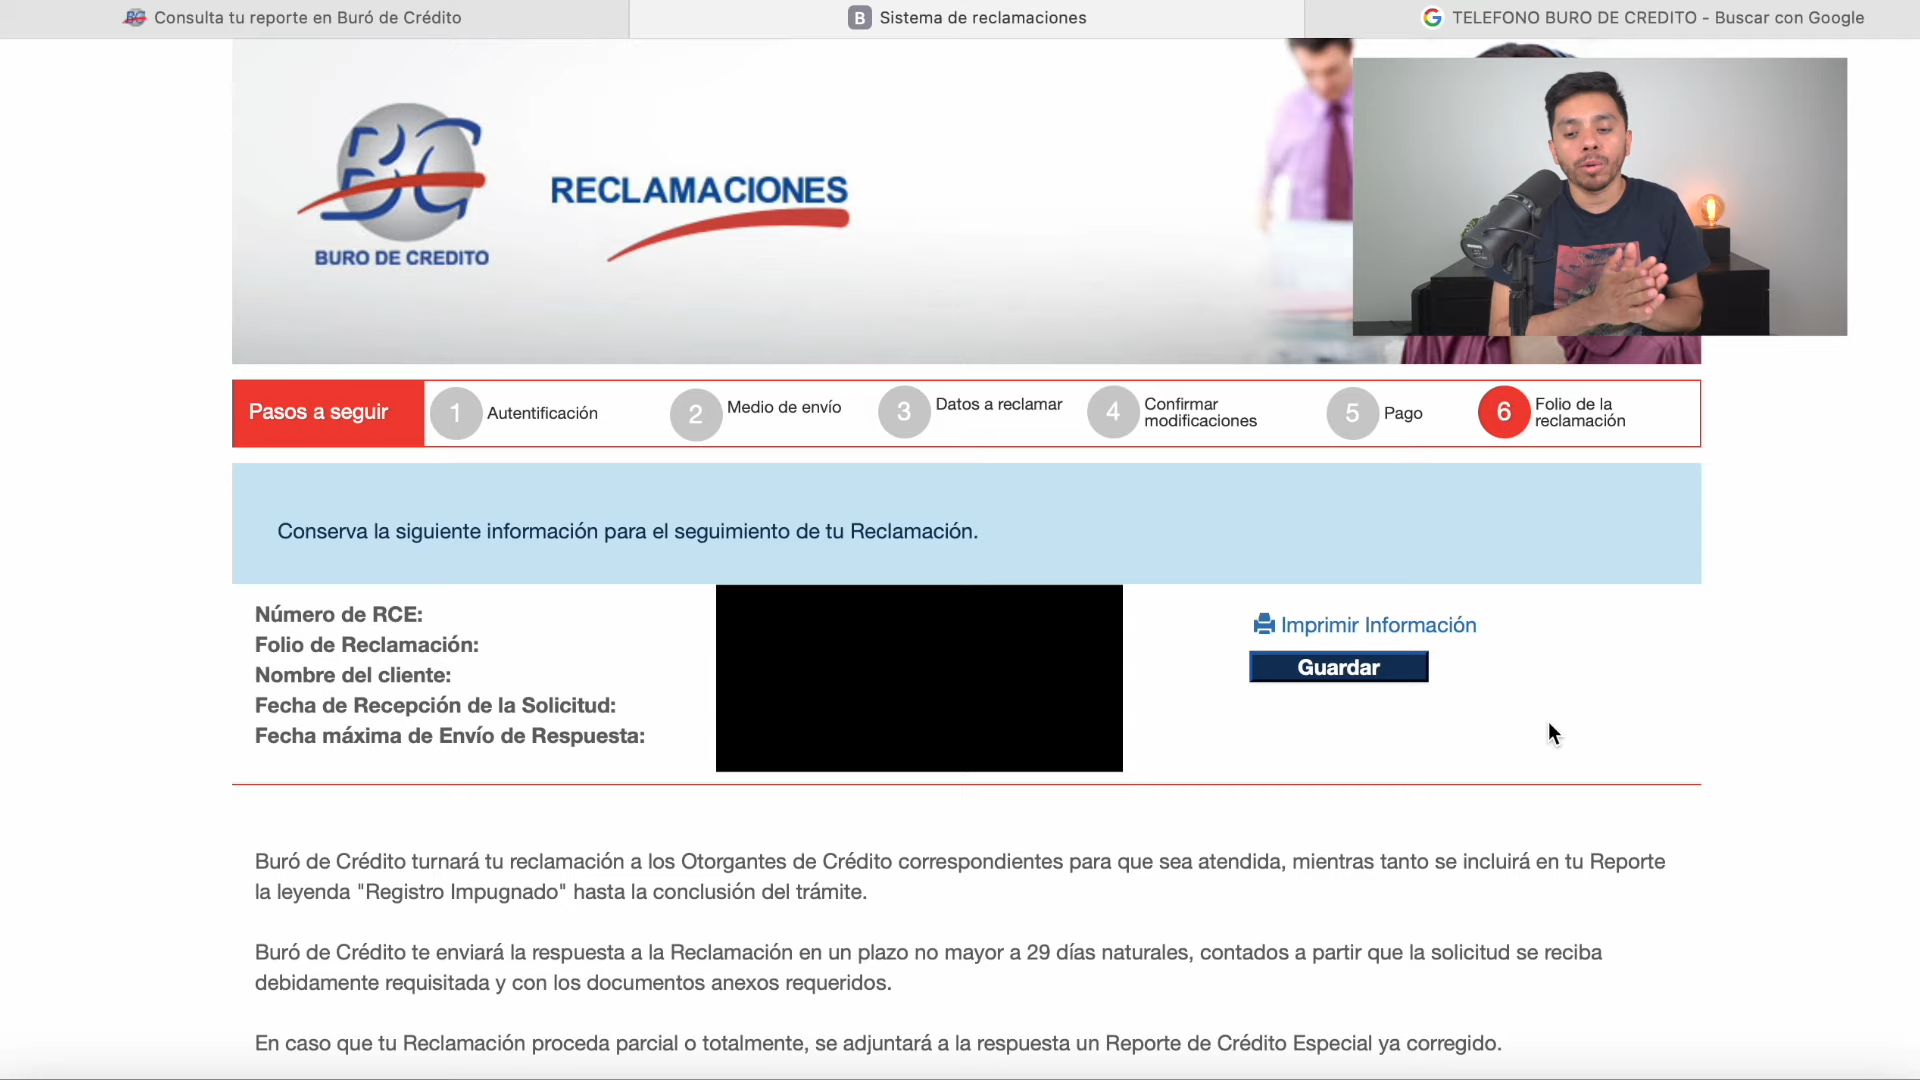 Consulta tu reporte en Buró de Crédito
B Sistema de reclamaciones
G TELEFONO BURO DE CREDITO - Buscar con Google
BC
BURO DE CREDITO
RECLAMACIONES
Pasos a seguir
1 Autentificación
2 Medio de envío
3 Datos a reclamar
4 Confirmar
modificaciones
5 Pago
6 Folio de la
reclamación
Conserva la siguiente información para el seguimiento de tu Reclamación.
Número de RCE:
Folio de Reclamación:
Nombre del cliente:
Fecha de Recepción de la Solicitud:
Fecha máxima de Envío de Respuesta:
Imprimir Información
Guardar
Buró de Crédito turnará tu reclamación a los Otorgantes de Crédito correspondientes para que sea atendida, mientras tanto se incluirá en tu Reporte
la leyenda "Registro Impugnado" hasta la conclusión del trámite.
Buró de Crédito te enviará la respuesta a la Reclamación en un plazo no mayor a 29 días naturales, contados a partir que la solicitud se reciba
debidamente requisitada y con los documentos anexos requeridos.
En caso que tu Reclamación proceda parcial o totalmente, se adjuntará a la respuesta un Reporte de Crédito Especial ya corregido.